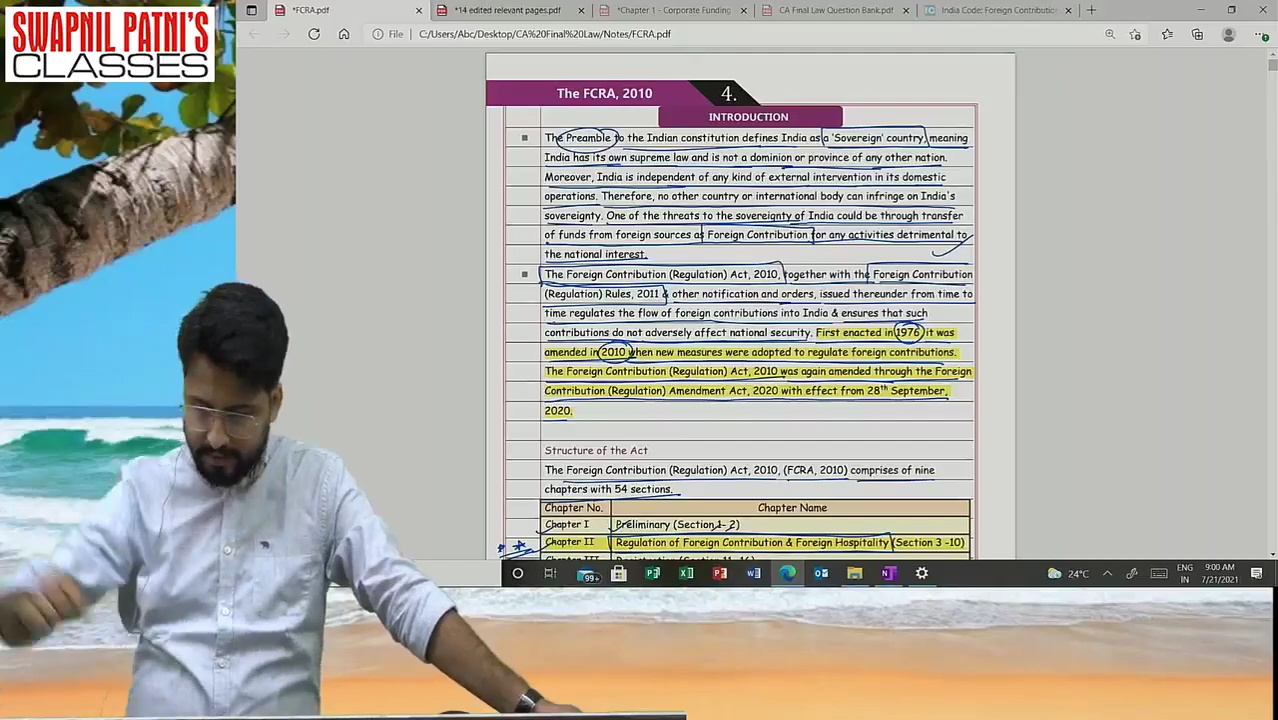 SWAPNIL PATNI'S
CLASSES
*FCRA.pdf
*14 edited relevant pages.pdf
*Chapter 1 - Corporate Funding
CA Final Law Question Bank.pdf
India Code: Foreign Contributio
File
C:/Users/Abc/Desktop/CA%20Final%20Law/Notes/FCRA.pdf
The FCRA, 2010
4.
INTRODUCTION
The Preamble to the Indian constitution defines India as a 'Sovereign' country, meaning
India has its own supreme law and is not a dominion or province of any other nation.
Moreover, India is independent of any kind of external intervention in its domestic
operations. Therefore, no other country or international body can infringe on India's
sovereignty. One of the threats to the sovereignty of India could be through transfer
of funds from foreign sources as Foreign Contribution for any activities detrimental to
the national interest.
The Foreign Contribution (Regulation) Act, 2010, together with the Foreign Contribution
(Regulation) Rules, 2011 & other notification and orders, issued thereunder from time to
time regulates the flow of foreign contributions into India & ensures that such
contributions do not adversely affect national security. First enacted in 1976 it was
amended in 2010 when new measures were adopted to regulate foreign contributions.
The Foreign Contribution (Regulation) Act, 2010 was again amended through the Foreign
Contribution (Regulation) Amendment Act, 2020 with effect from 28th September,
2020.
Structure of the Act
The Foreign Contribution (Regulation) Act, 2010, (FCRA, 2010) comprises of nine
chapters with 54 sections.
Chapter No. Chapter Name
Chapter I Preliminary (Section 1- 2)
Chapter II Regulation of Foreign Contribution & Foreign Hospitality (Section 3 -10)
99+
24°C
ENG
IN
9:00 AM
7/21/2021